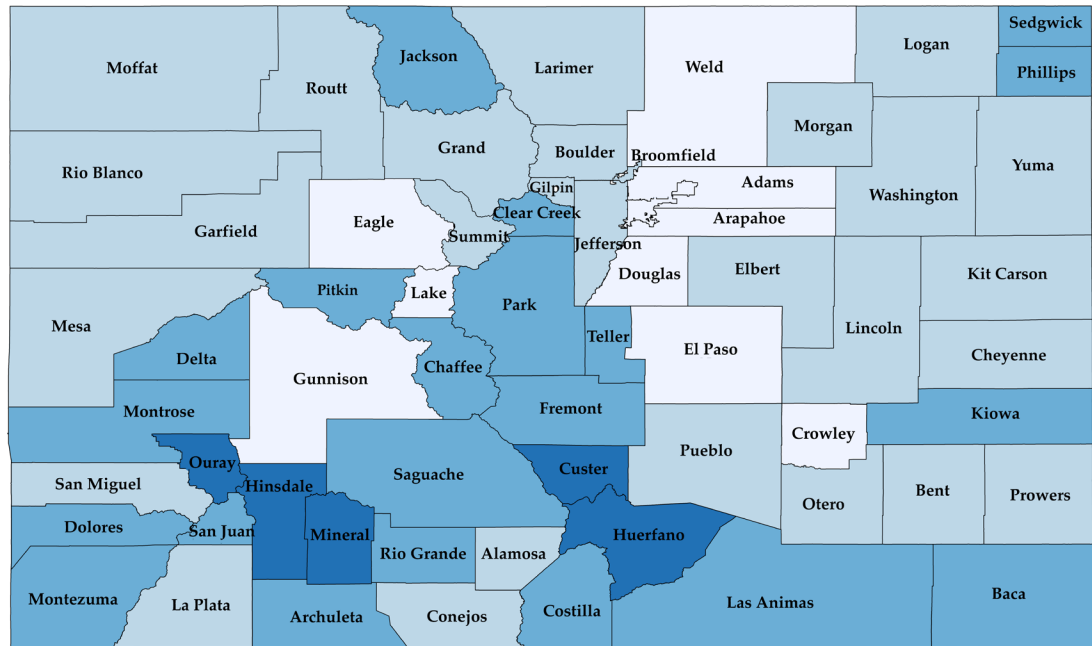 Sedgwick
Logan
Jackson
Moffat
Larimer
Weld
Phillips
Routt
Morgan
Grand
Boulder
Broomfield
Yuma
Rio Blanco
Gilpin
Adams
Washington
Clear Creek
Arapahoe
Eagle
Garfield
Summit
Jefferson
Douglas
Elbert
Kit Carson
Pitkin
Lake
Park
Mesa
Lincoln
Teller
El Paso
Cheyenne
Delta
Chaffee
Gunnison
Montrose
Fremont
Kiowa
Crowley
Pueblo
Ouray
Custer
Saguache
San Miguel
Hinsdale
Bent
Prowers
Otero
Dolores
San Juan
Mineral
Huerfano
Rio Grande
Alamosa
Montezuma
La Plata
Archuleta
Conejos
Costilla
Las Animas
Baca